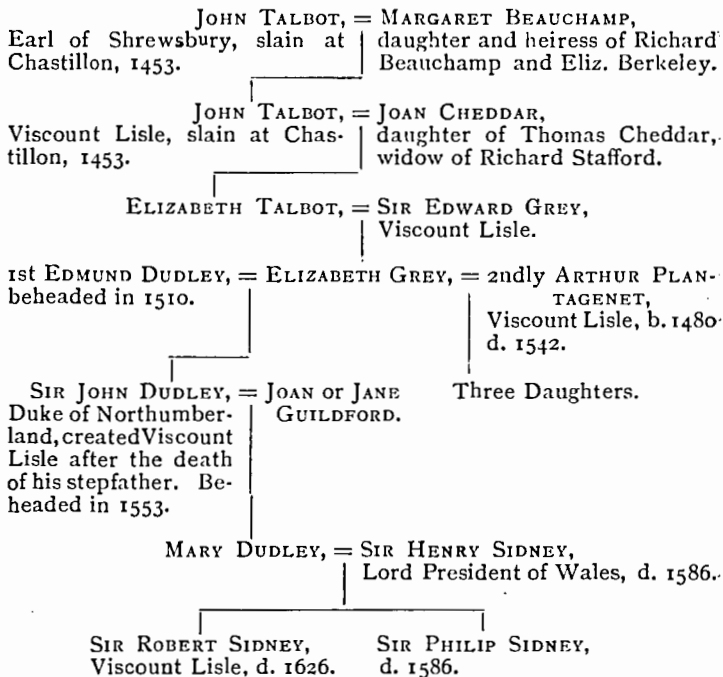 JOHN TALBOT, = MARGARET BEAUCHAMP,
Earl of Shrewsbury, slain at Chastillon, 1453.
daughter and heiress of Richard Beauchamp and Eliz. Berkeley.
JOHN TALBOT, = JOAN CHEDDAR,
Viscount Lisle, slain at Chas-
tillon, 1453.
daughter of Thomas Cheddar,
widow of Richard Stafford.
ELIZABETH TALBOT, = SIR EDWARD GREY,
Viscount Lisle.
1st EDMUND DUDLEY, = ELIZABETH GREY, = 2ndly ARTHUR PLAN-
beheaded in 1510.
TAGENET,
Viscount Lisle, b. 1480
d. 1542.
SIR JOHN DUDLEY, = JOAN or JANE
GUILDFORD.
Three Daughters.
Duke of Northumber-
land, created Viscount
Lisle after the death
of his stepfather. Be-
headed in 1553.
MARY DUDLEY, = SIR HENRY SIDNEY,
Lord President of Wales, d. 1586.
SIR ROBERT SIDNEY,
Viscount Lisle, d. 1626.
SIR PHILIP SIDNEY,
d. 1586.